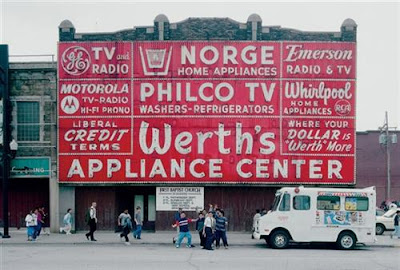 GE TV and RADIO
NORGE
HOME APPLIANCES
Emerson
RADIO & TV
MOTOROLA
TV-RADIO
HI-FI PHONO
PHILCO TV
WASHERS-REFRIGERATORS
Whirlpool
HOME
APPLIANCES
RCA
LIBERAL
CREDIT
TERMS
Werth's
WHERE YOUR
DOLLAR is
"Werth" More
APPLIANCE CENTER
FIRST BAPTIST CHURCH